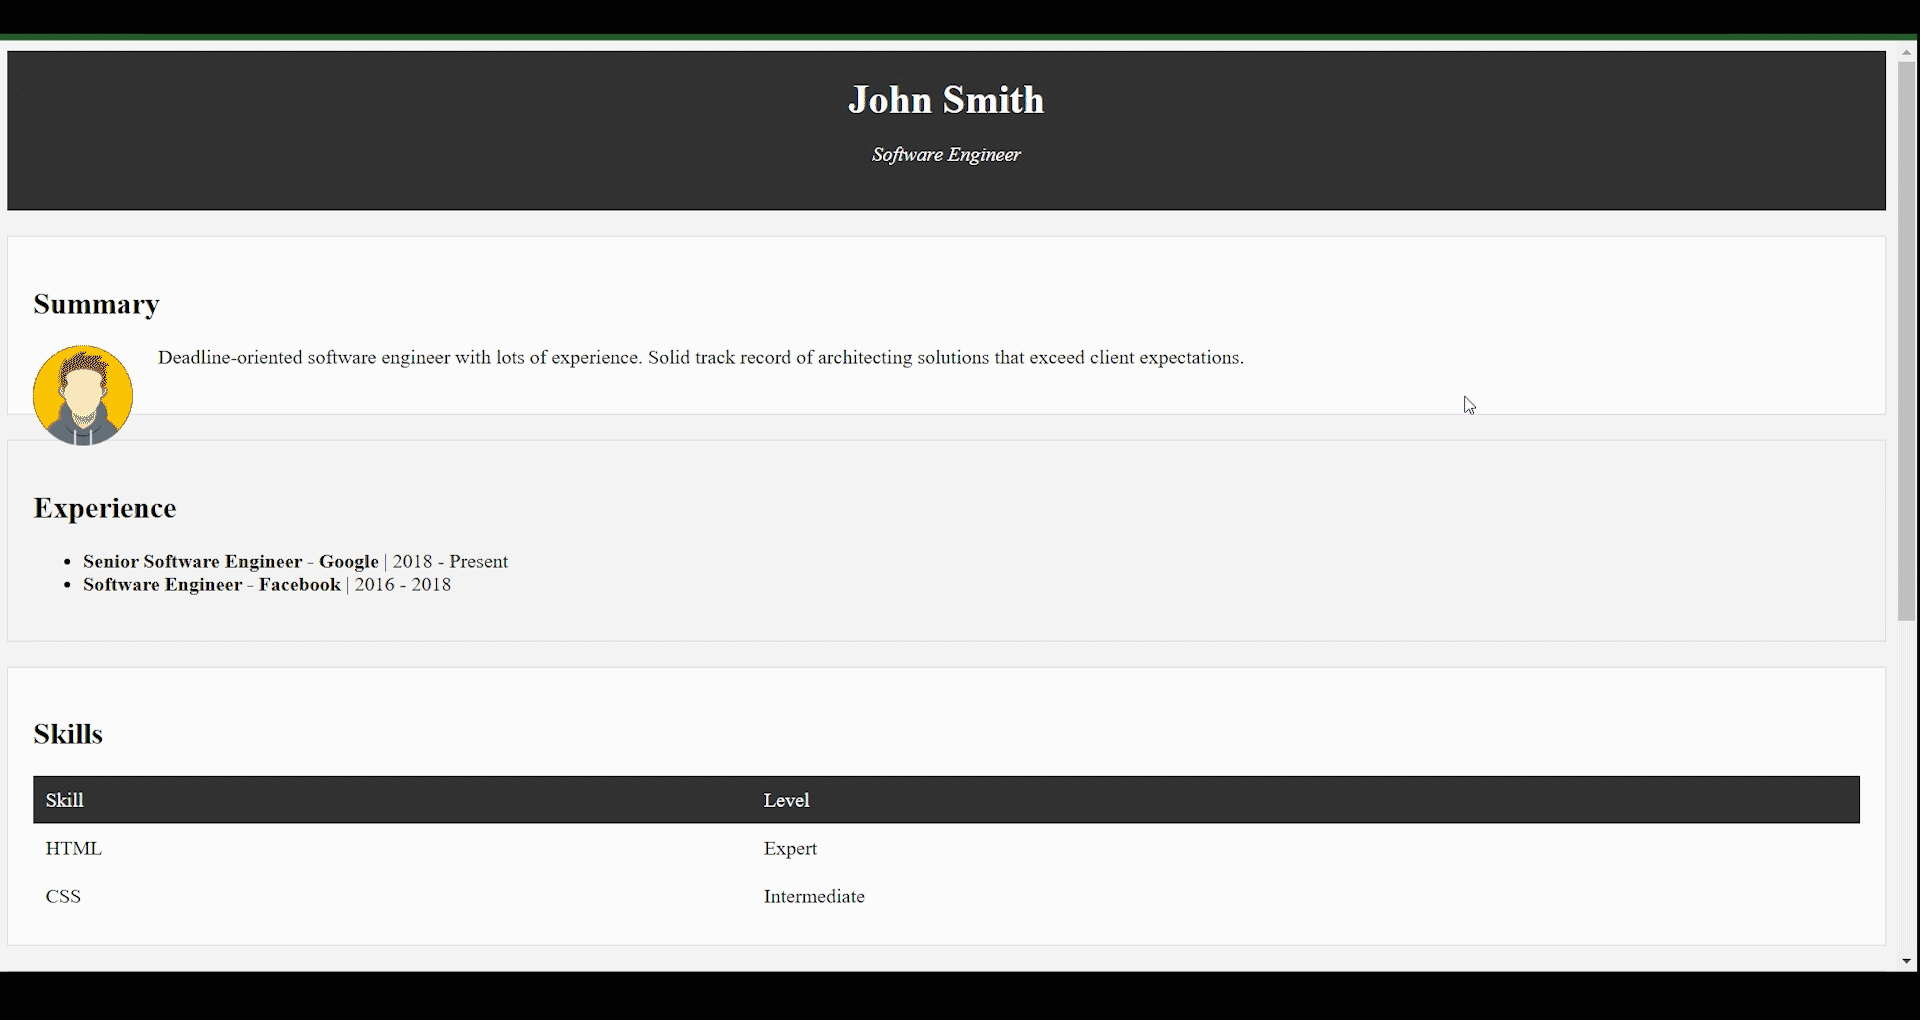 John Smith
Software Engineer
Summary
Deadline-oriented software engineer with lots of experience. Solid track record of architecting solutions that exceed client expectations.
Experience
Senior Software Engineer - Google | 2018 - Present
Software Engineer - Facebook | 2016 - 2018
Skills
Skill Level
HTML Expert
CSS Intermediate